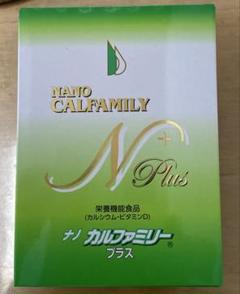 NANO
CALFAMILY
N+
Plus
栄養機能食品
(カルシウム・ビタミンD)
ナノ カルファミリー®
プラス